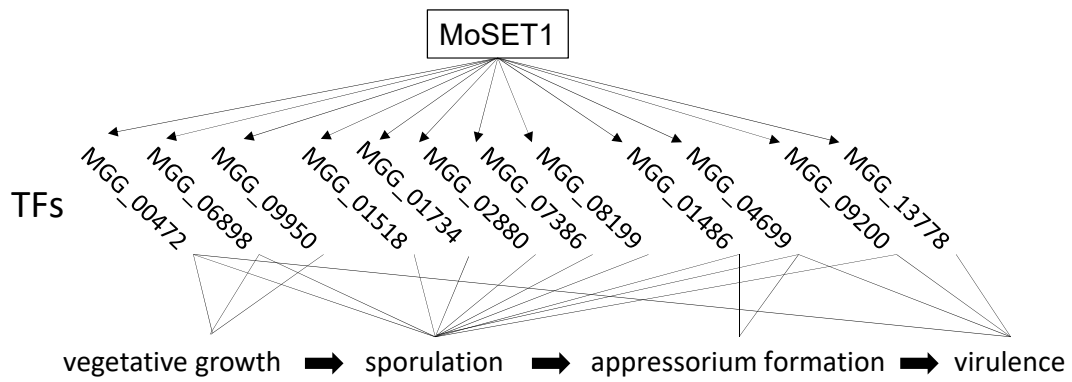 MoSET1
TFs
MGG_00472
MGG_06898
MGG_09950
MGG_01518
MGG_01734
MGG_02880
MGG_07386
MGG_08199
MGG_01486
MGG_04699
MGG_09200
MGG_13778
vegetative growth sporulation appressorium formation virulence